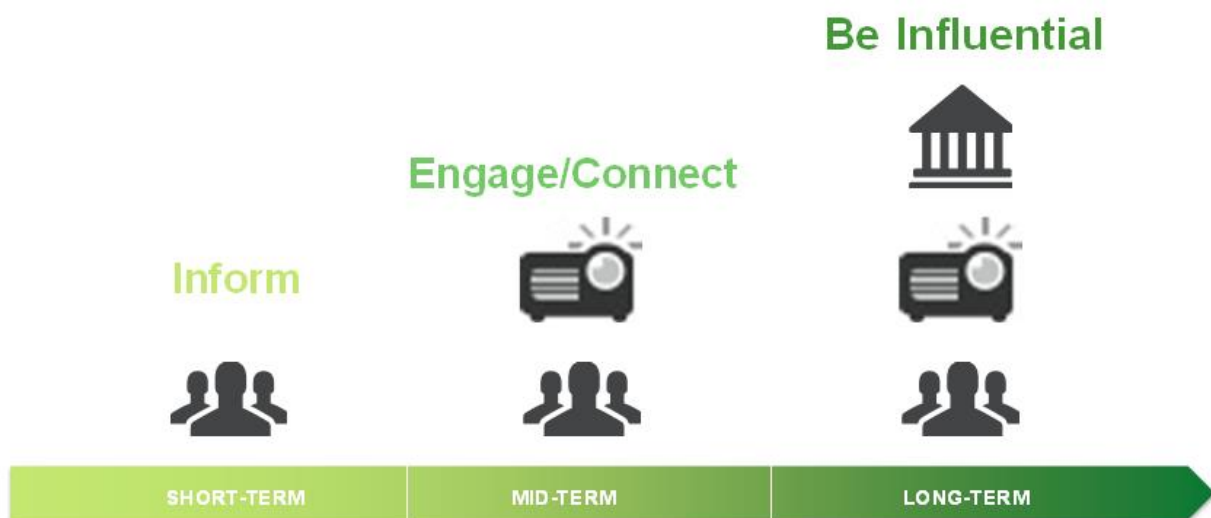 Be Influential
Engage/Connect
Inform
SHORT-TERM
MID-TERM
LONG-TERM